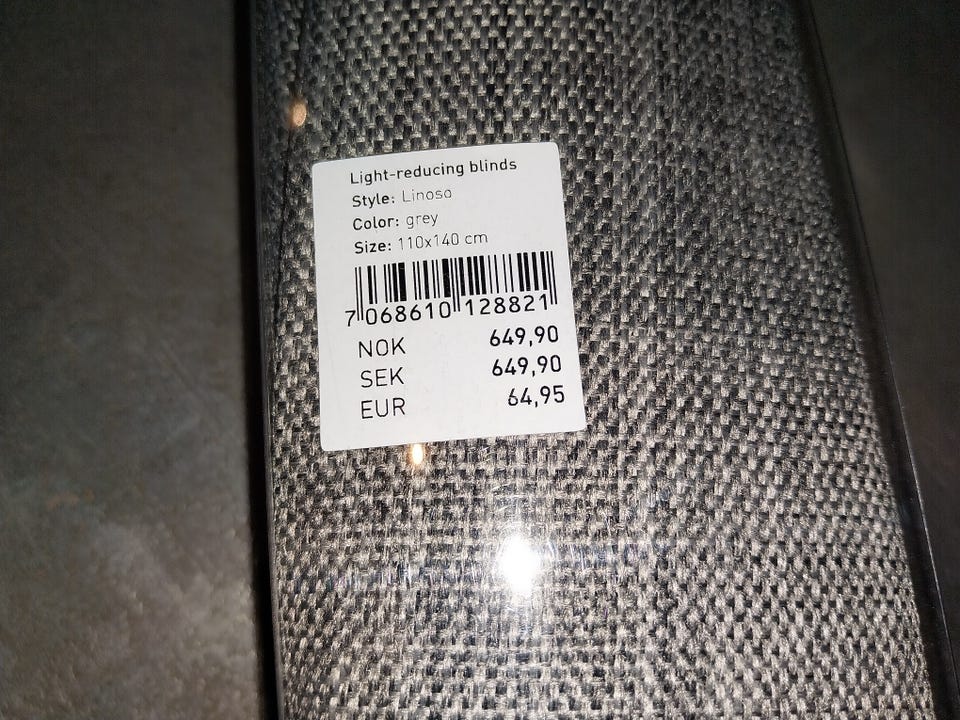 Light-reducing blinds
Style: Linosa
Color: grey
Size: 110x140 cm
7 068610 128821
NOK 649,90
SEK 649,90
EUR 64,95